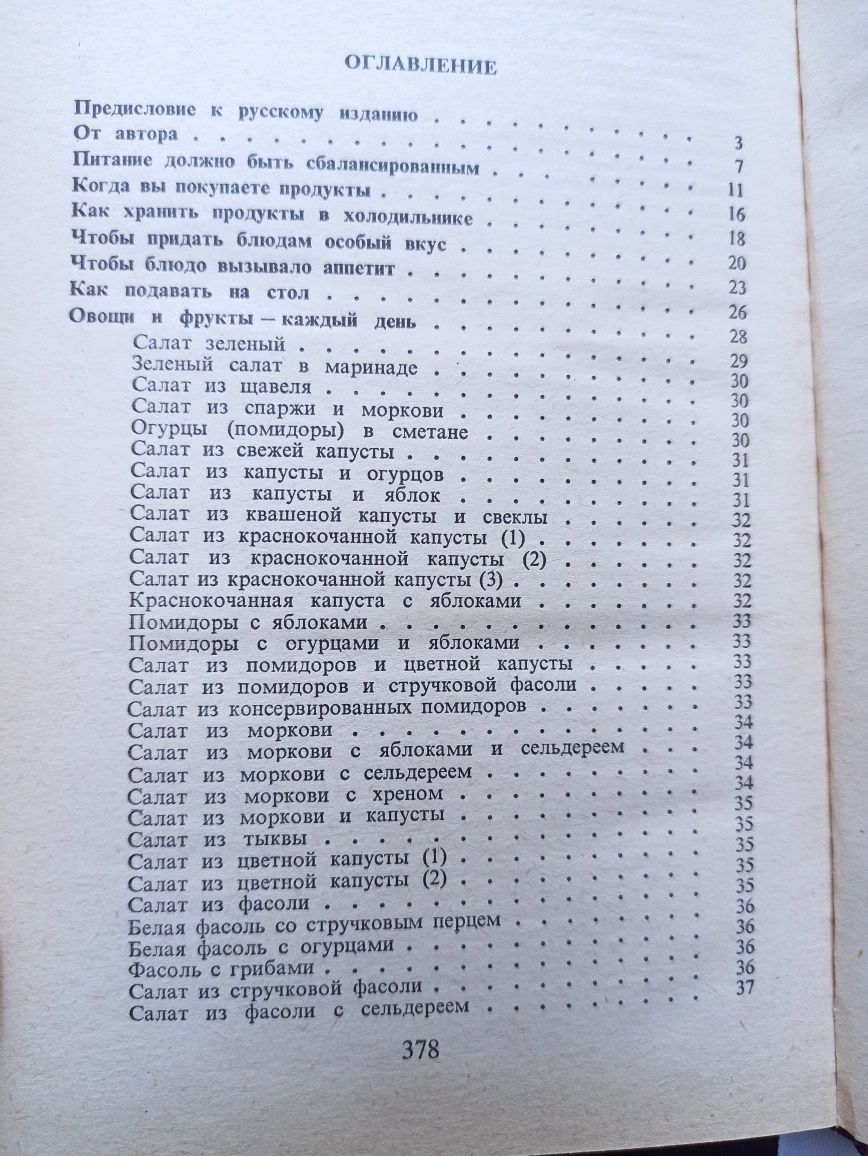 ОГЛАВЛЕНИЕ
Предисловие к русскому изданию . . . . . . . . . . 3
От автора . . . . . . . . . . 7
Питание должно быть сбалансированным . . . . . . . . 11
Когда вы покупаете продукты . . . . . . . . . . 16
Как хранить продукты в холодильнике . . . . . . . . 18
Чтобы придать блюдам особый вкус . . . . . . . . . 20
Чтобы блюдо вызывало аппетит . . . . . . . . . . 23
Как подавать на стол . . . . . . . . . . 26
Овощи и фрукты — каждый день . . . . . . . . . . 28
Салат зеленый . . . . . . . . . . 29
Зеленый салат в маринаде . . . . . . . . . . 30
Салат из щавеля . . . . . . . . . . 30
Салат из спаржи и моркови . . . . . . . . . 30
Огурцы (помидоры) в сметане . . . . . . . . 30
Салат из свежей капусты . . . . . . . . . . 31
Салат из капусты и огурцов . . . . . . . . . 31
Салат из капусты и яблок . . . . . . . . . 31
Салат из квашеной капусты и свеклы . . . . . . 32
Салат из краснокочанной капусты (1) . . . . . . 32
Салат из краснокочанной капусты (2) . . . . . . 32
Салат из краснокочанной капусты (3) . . . . . . . 32
Краснокочанная капуста с яблоками . . . . . . 32
Помидоры с яблоками . . . . . . . . . . 33
Помидоры с огурцами и яблоками . . . . . . 33
Салат из помидоров и цветной капусты . . . . . 33
Салат из помидоров и стручковой фасоли . . . . . 33
Салат из консервированных помидоров . . . . . . 33
Салат из моркови . . . . . . . . . . 34
Салат из моркови с яблоками и сельдереем . . . 34
Салат из моркови с сельдереем . . . . . . . . 34
Салат из моркови с хреном . . . . . . . . . 34
Салат из моркови и капусты . . . . . . . . . 35
Салат из тыквы . . . . . . . . . . 35
Салат из цветной капусты (1) . . . . . . . . . 35
Салат из цветной капусты (2) . . . . . . . . . 35
Салат из фасоли . . . . . . . . . . 35
Белая фасоль со стручковым перцем . . . . . . . 36
Белая фасоль с огурцами . . . . . . . . . . 36
Фасоль с грибами . . . . . . . . . . 36
Салат из стручковой фасоли . . . . . . . . . . 36
Салат из фасоли с сельдереем . . . . . . . . 37
378